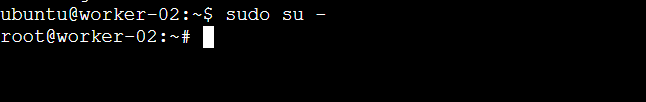 ubuntu@worker-02:~$ sudo su -
root@worker-02:~#